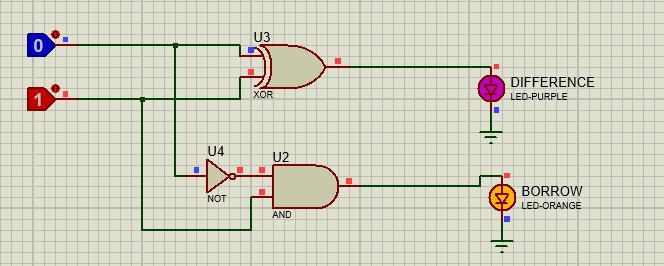 0
U3
XOR
1
DIFFERENCE
LED-PURPLE
U4
NOT
U2
AND
BORROW
LED-ORANGE